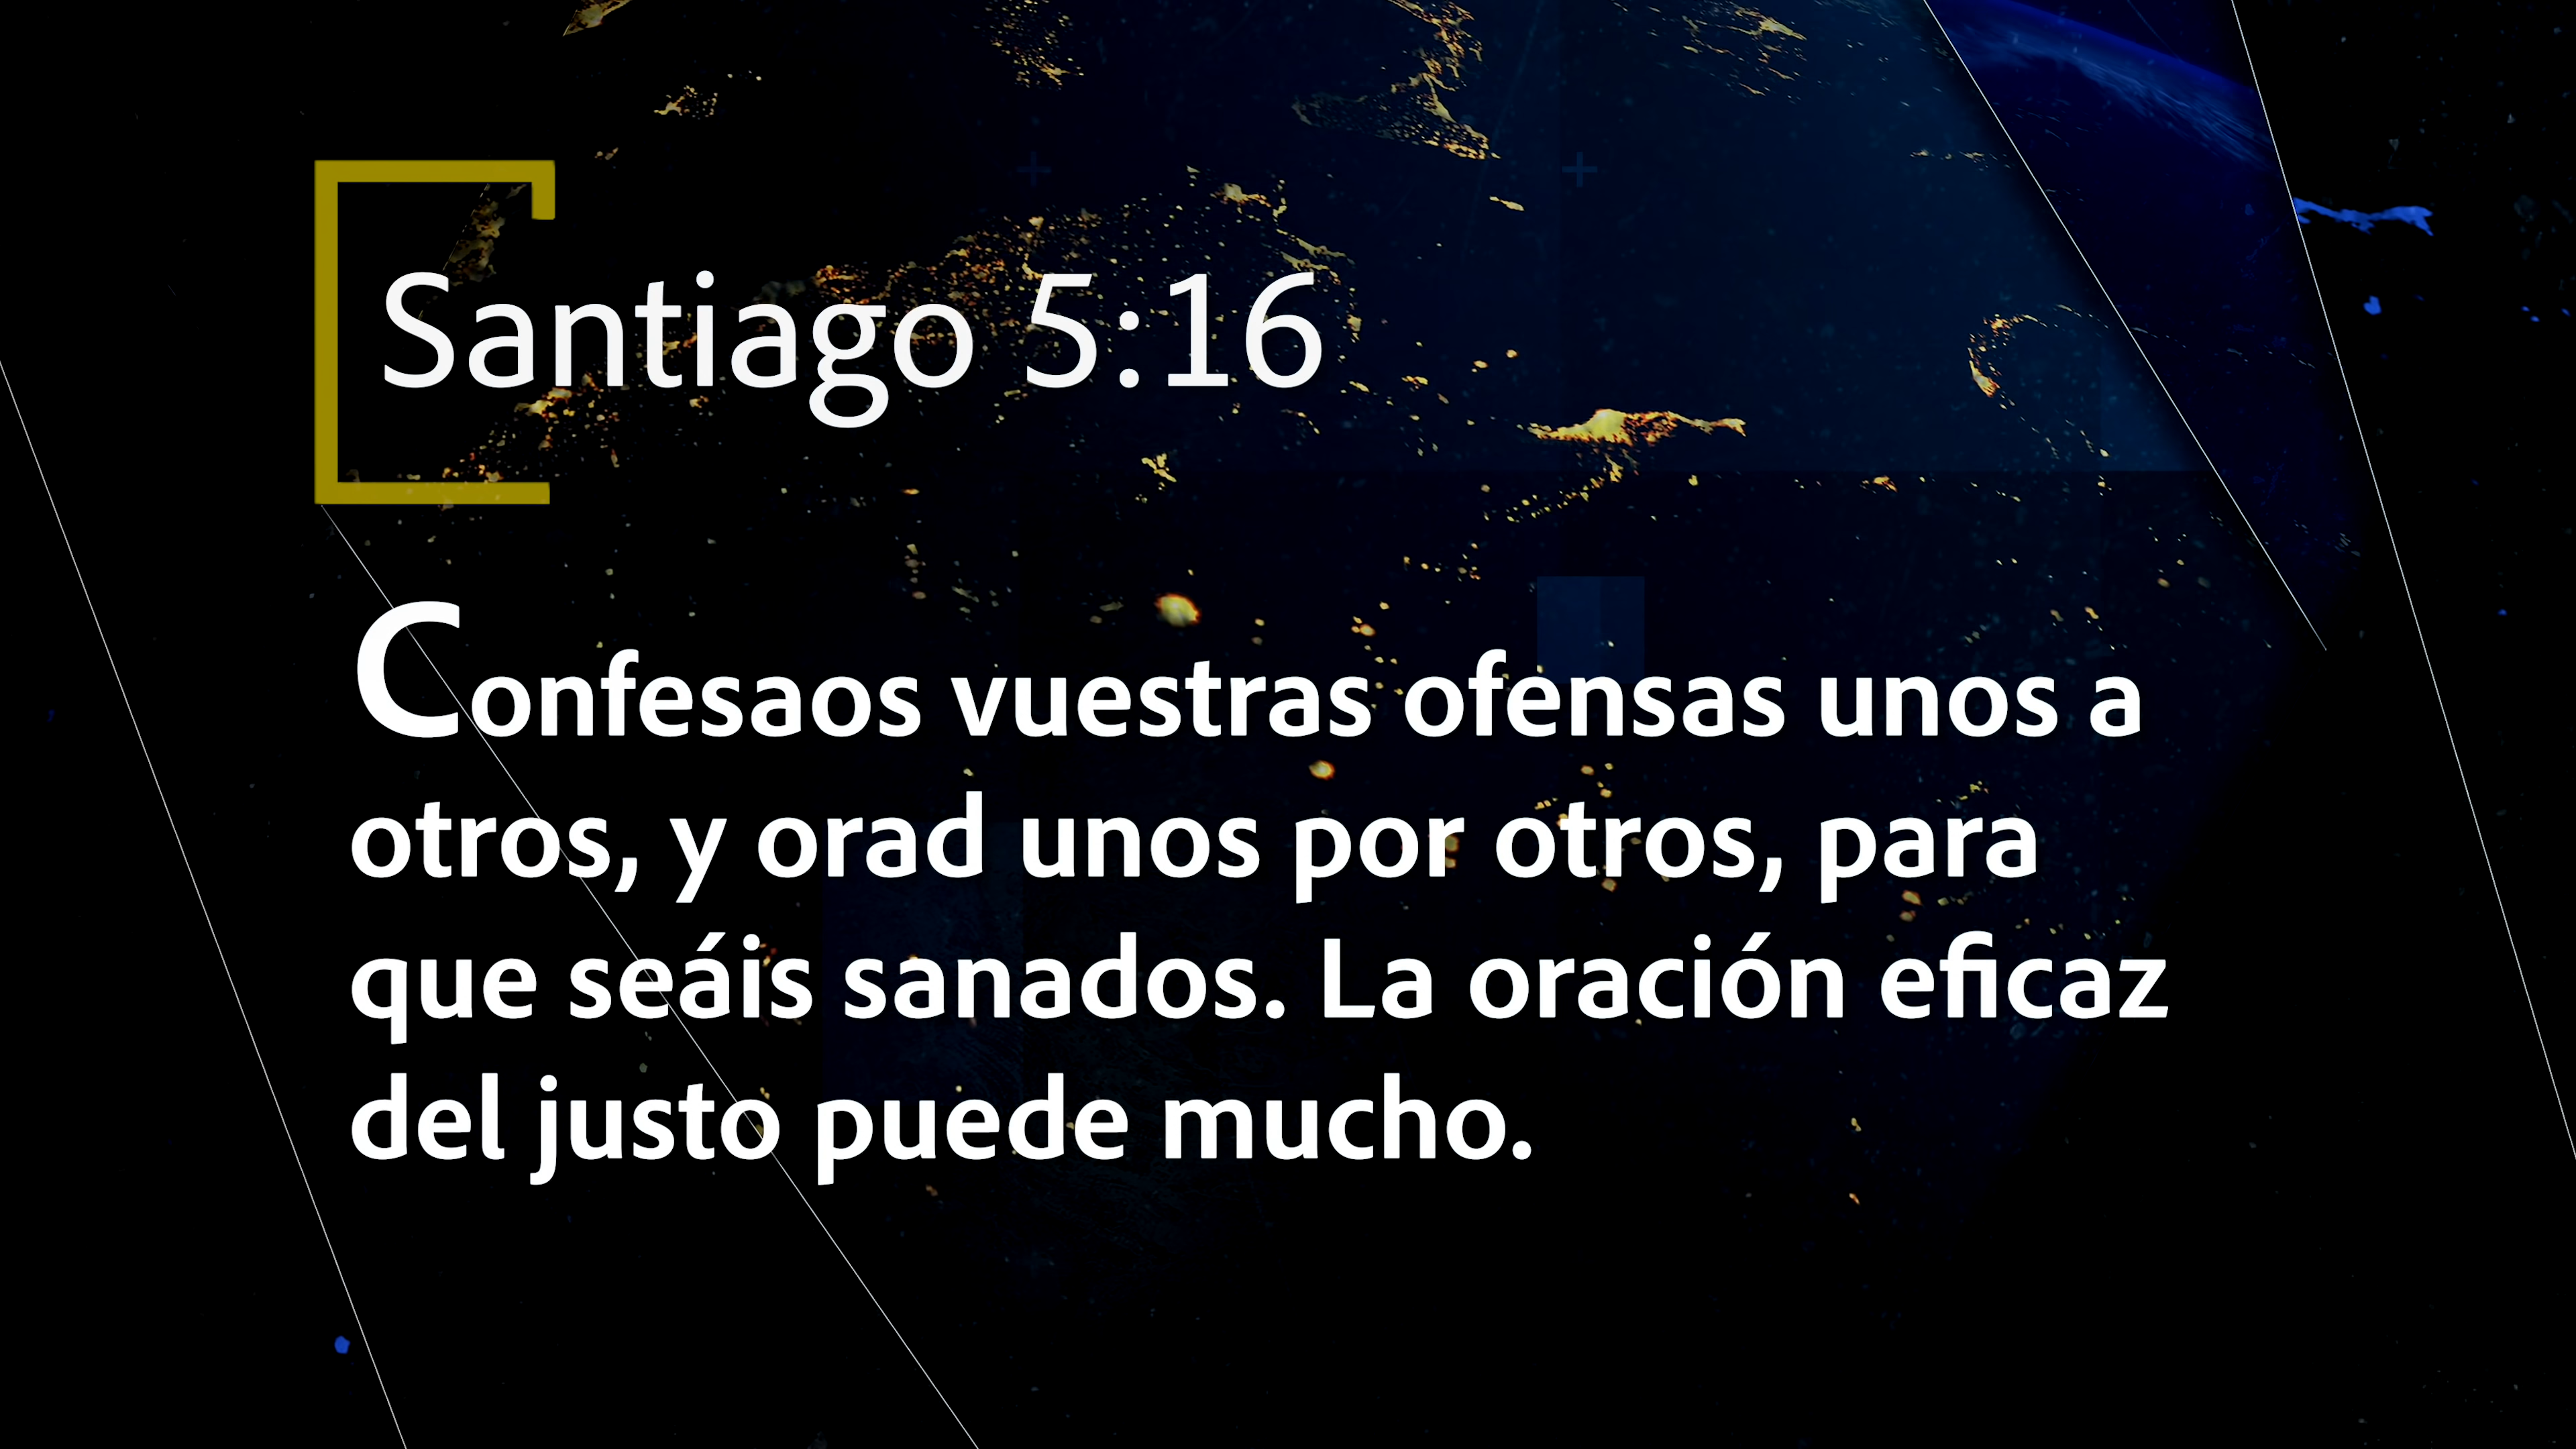 Santiago 5:16
Confesaos vuestras ofensas unos a
otros, y orad unos por otros, para
que seáis sanados. La oración eficaz
del justo puede mucho.